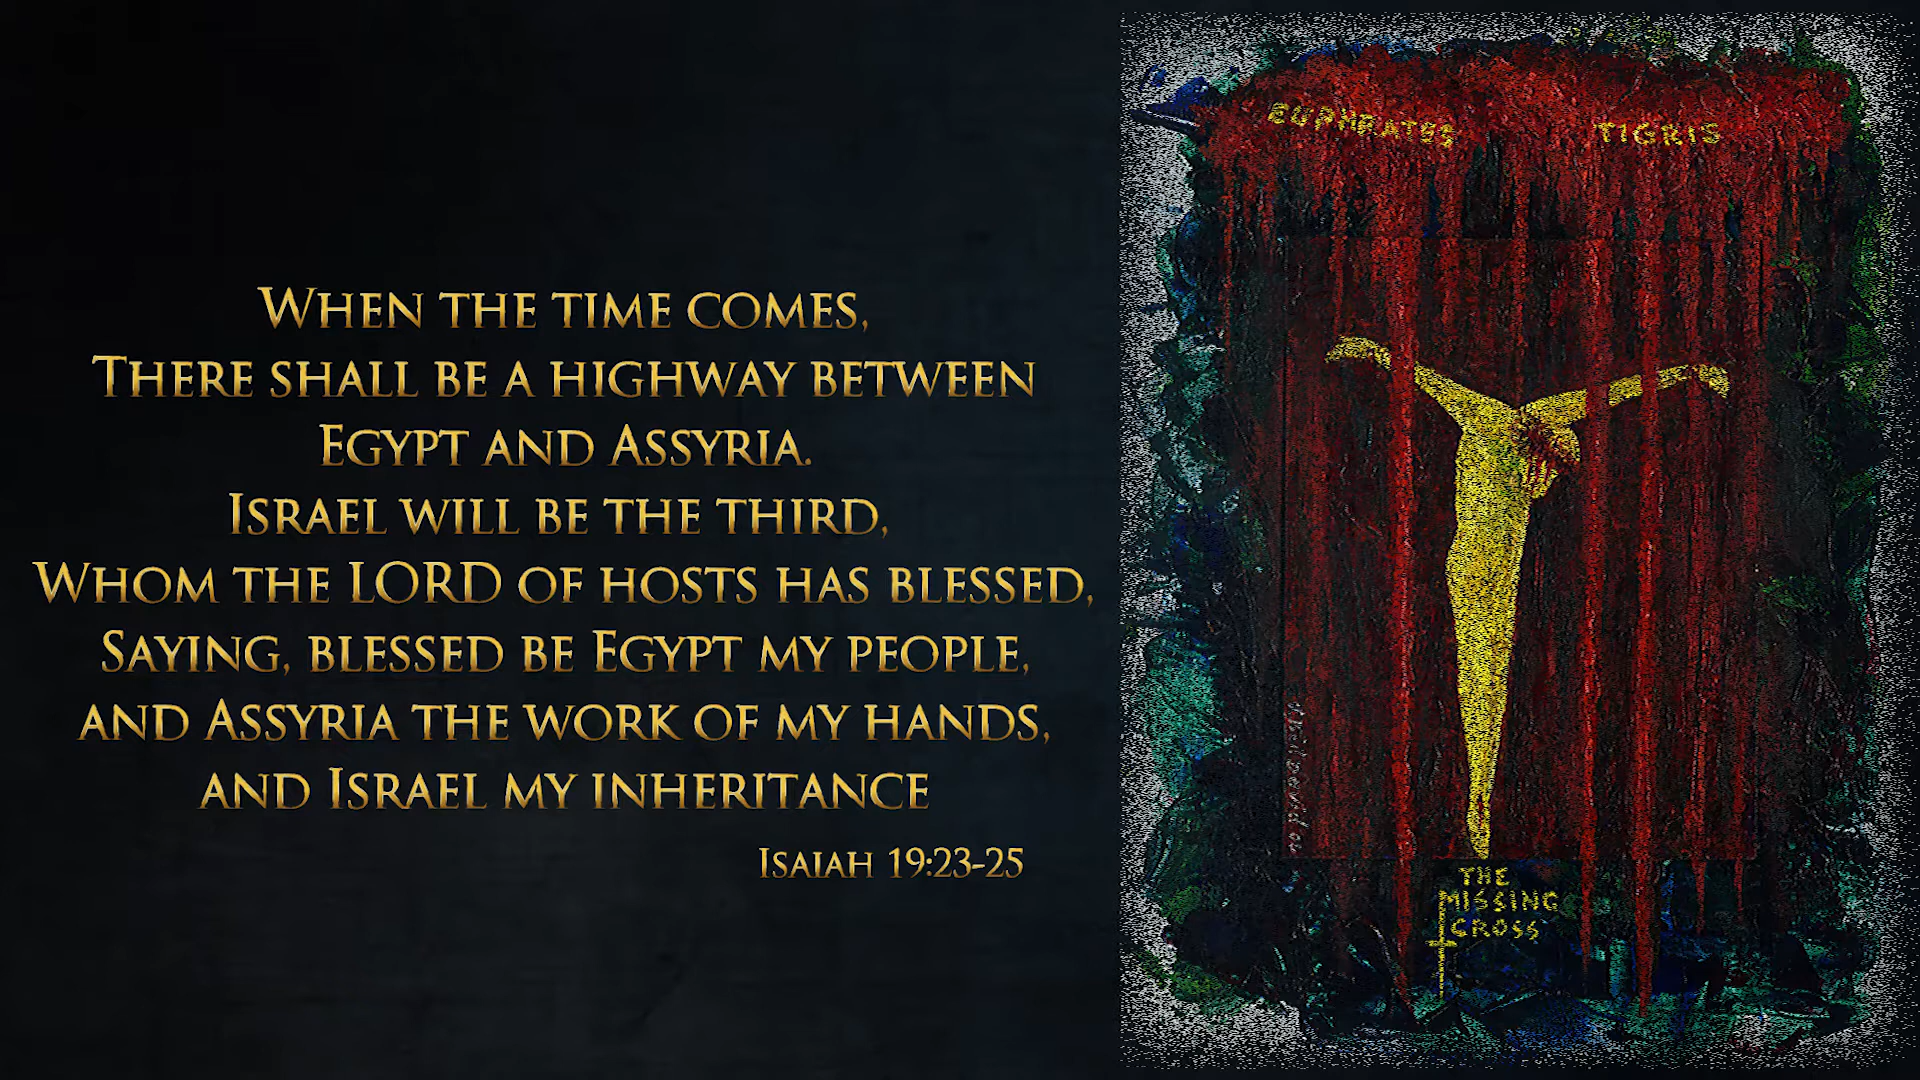 When the time comes,
There shall be a highway between
Egypt and Assyria.
Israel will be the third,
Whom the LORD of hosts has blessed,
Saying, blessed be Egypt my people,
and Assyria the work of my hands,
and Israel my inheritance
Isaiah 19:23-25
EUPHRATES TIGRIS
THE
MISSING
CROSS